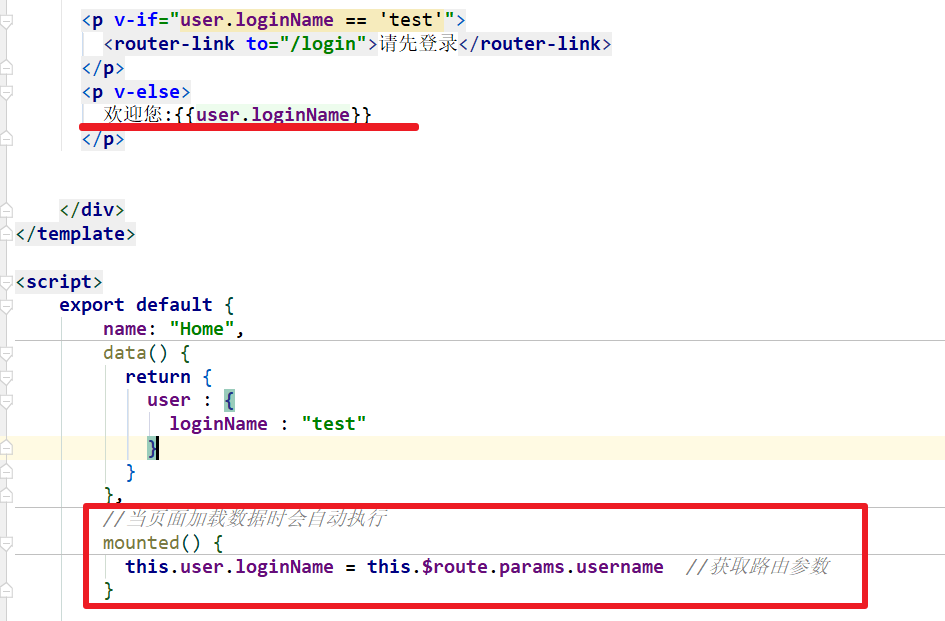 <p v-if="user.loginName == 'test'">
<router-link to="/login">请先登录</router-link>
</p>
<p v-else>
欢迎您:{{user.loginName}}
</p>
</div>
</template>
<script>
export default {
name: "Home",
data() {
return {
user : {
loginName : "test"
}
}
},
//当页面加载数据时会自动执行
mounted() {
this.user.loginName = this.$route.params.username  //获取路由参数
}